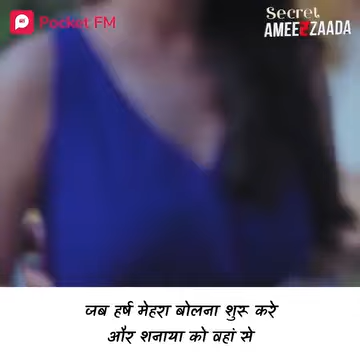 Pocket FM
Secret
AMEERZAADA
जब हर्ष मेहरा बोलना शुरू करे
और शनाया को वहां से